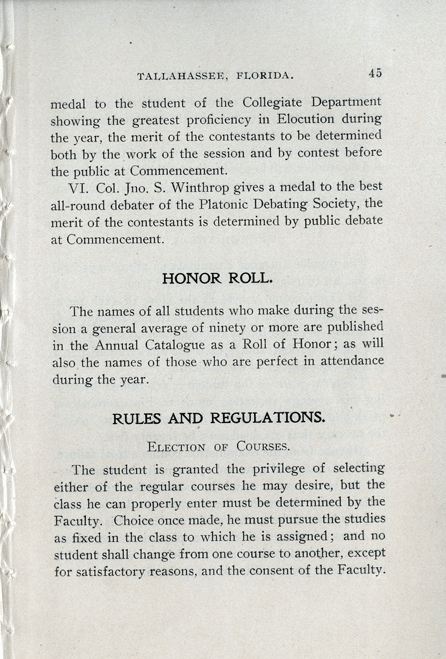 TALLAHASSEE, FLORIDA. 45
medal to the student of the Collegiate Department
showing the greatest proficiency in Elocution during
the year, the merit of the contestants to be determined
both by the work of the session and by contest before
the public at Commencement.
VI. Col. Jno. S. Winthrop gives a medal to the best
all-round debater of the Platonic Debating Society, the
merit of the contestants is determined by public debate
at Commencement.
HONOR ROLL.
The names of all students who make during the ses-
sion a general average of ninety or more are published
in the Annual Catalogue as a Roll of Honor; as will
also the names of those who are perfect in attendance
during the year.
RULES AND REGULATIONS.
ELECTION OF COURSES.
The student is granted the privilege of selecting
either of the regular courses he may desire, but the
class he can properly enter must be determined by the
Faculty. Choice once made, he must pursue the studies
as fixed in the class to which he is assigned; and no
student shall change from one course to another, except
for satisfactory reasons, and the consent of the Faculty.